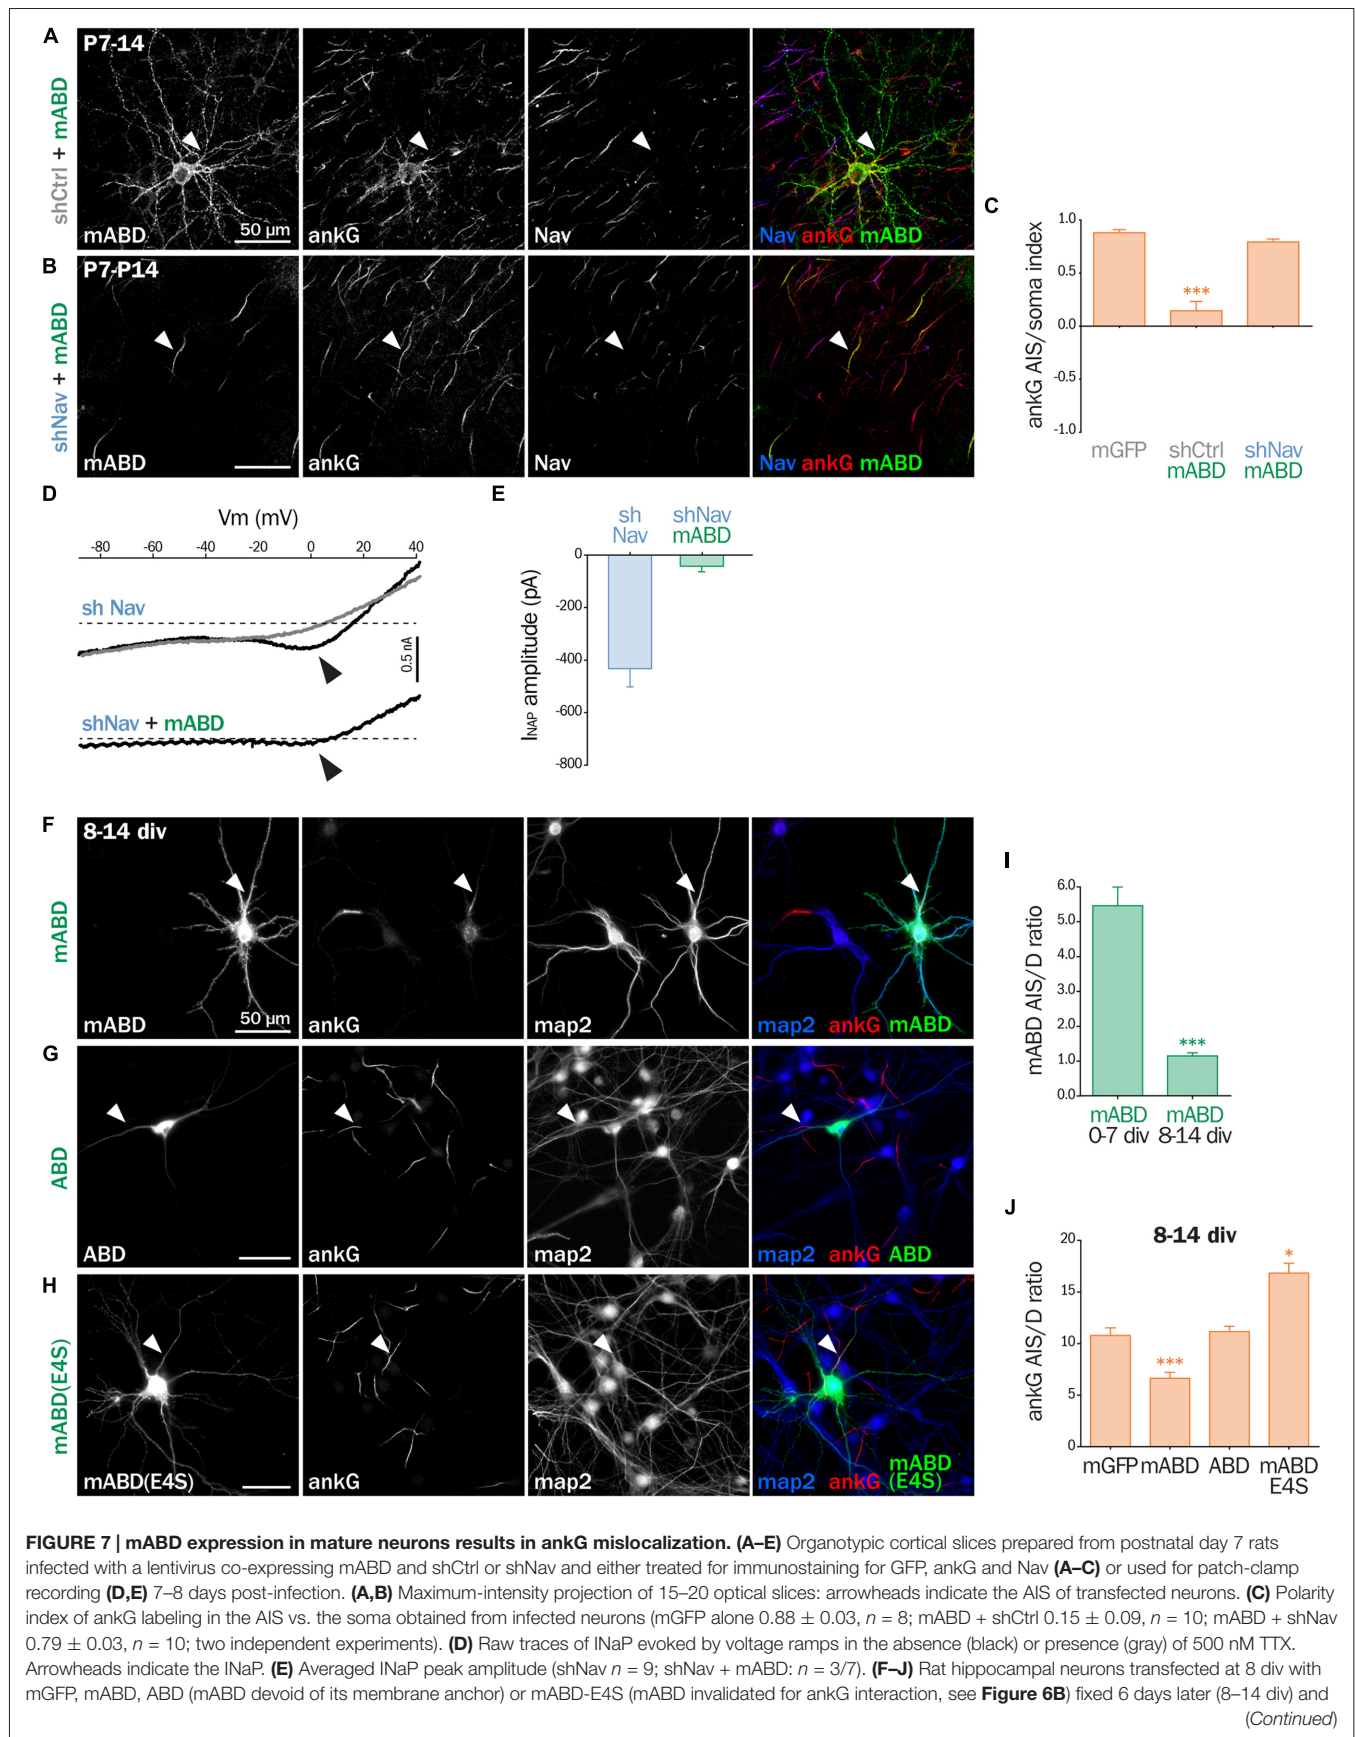 A
P7-14
shCtrl + mABD
mABD
50 µm
ankG
Nav
Nav ankG mABD
B
P7-P14
shNav + mABD
mABD
ankG
Nav
Nav ankG mABD
C
ankG AIS/soma index
1.0
0.5
0.0
-0.5
-1.0
***
mGFP
shCtrl
mABD
shNav
mABD
D
Vm (mV)
-80 -60 -40 -20 0 20 40
sh Nav
0.5 nA
shNav + mABD
E
sh
Nav
shNav
mABD
INAP amplitude (pA)
0
-200
-400
-600
-800
F
8-14 div
mABD
mABD
50 µm
ankG
map2
map2 ankG mABD
G
ABD
ABD
ankG
map2
map2 ankG ABD
H
mABD(E4S)
mABD(E4S)
ankG
map2
map2 ankG mABD
(E4S)
I
mABD AIS/D ratio
6.0
5.0
4.0
3.0
2.0
1.0
0.0
***
mABD
0-7 div
mABD
8-14 div
J
8-14 div
ankG AIS/D ratio
20
15
10
5
0
***
*
mGFP mABD ABD mABD
E4S
FIGURE 7 | mABD expression in mature neurons results in ankG mislocalization. (A–E) Organotypic cortical slices prepared from postnatal day 7 rats
infected with a lentivirus co-expressing mABD and shCtrl or shNav and either treated for immunostaining for GFP, ankG and Nav (A–C) or used for patch-clamp
recording (D,E) 7–8 days post-infection. (A,B) Maximum-intensity projection of 15–20 optical slices: arrowheads indicate the AIS of transfected neurons. (C) Polarity
index of ankG labeling in the AIS vs. the soma obtained from infected neurons (mGFP alone 0.88 ± 0.03, n = 8; mABD + shCtrl 0.15 ± 0.09, n = 10; mABD + shNav
0.79 ± 0.03, n = 10; two independent experiments). (D) Raw traces of INaP evoked by voltage ramps in the absence (black) or presence (gray) of 500 nM TTX.
Arrowheads indicate the INaP. (E) Averaged INaP peak amplitude (shNav n = 9; shNav + mABD: n = 3/7). (F–J) Rat hippocampal neurons transfected at 8 div with
mGFP, mABD, ABD (mABD devoid of its membrane anchor) or mABD-E4S (mABD invalidated for ankG interaction, see Figure 6B) fixed 6 days later (8–14 div) and
(Continued)